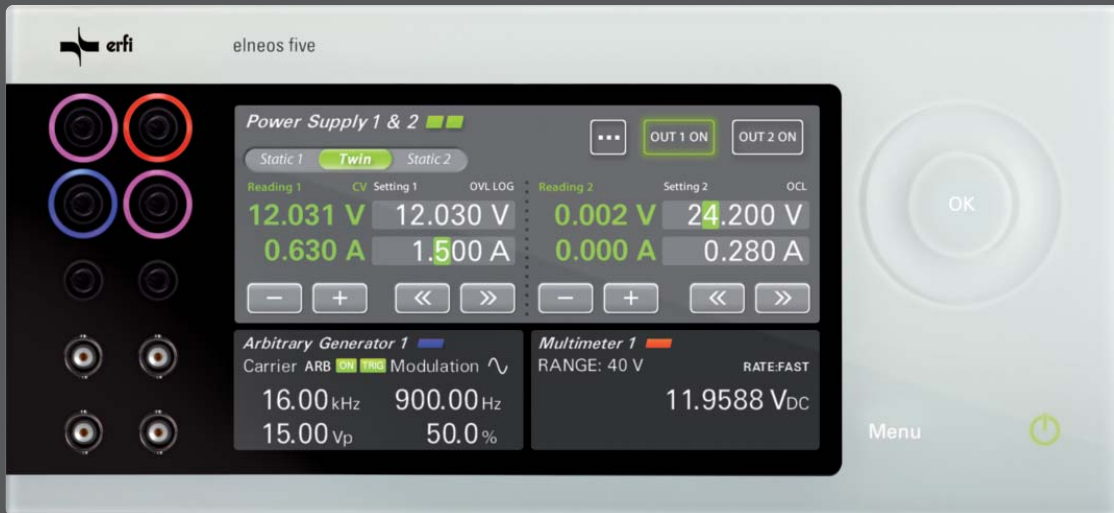 erfi
elneos five
Power Supply 1 & 2
... OUT 1 ON OUT 2 ON
Static 1 Twin Static 2
Reading 1 CV Setting 1 OVL LOG
12.031 V 12.030 V
0.630 A 1.500 A
− + « »
Reading 2 Setting 2 OCL
0.002 V 24.200 V
0.000 A 0.280 A
− + « »
Arbitrary Generator 1
Carrier ARB ON TRIG Modulation
16.00 kHz 900.00 Hz
15.00 Vp 50.0 %
Multimeter 1
RANGE: 40 V RATE:FAST
11.9588 VDC
OK
Menu